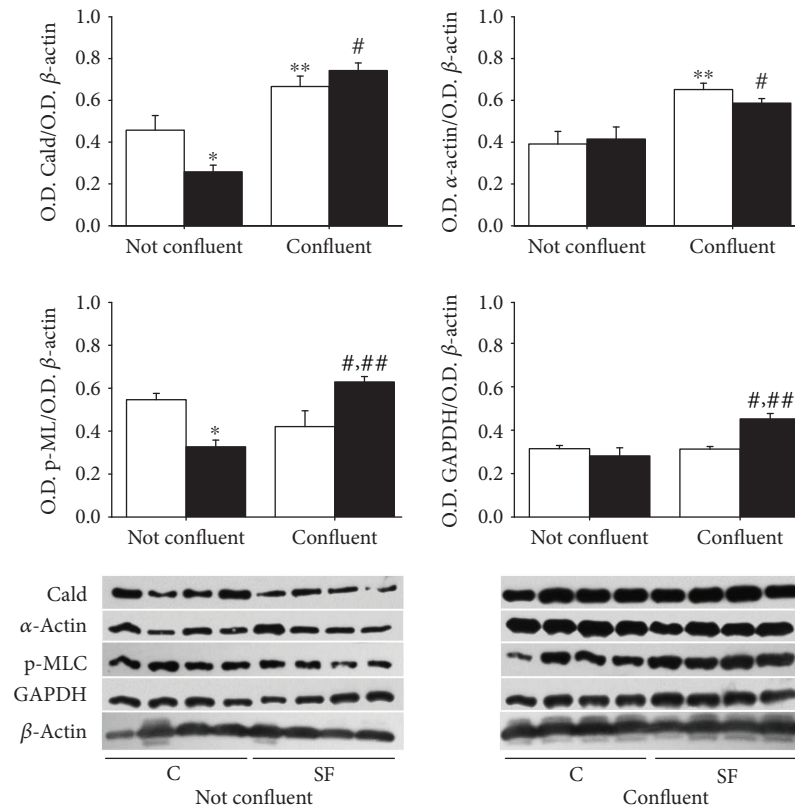 O.D. Cald/O.D. β-actin
1.0
0.8
0.6
0.4
0.2
0.0
*
**
#
Not confluent
Confluent
O.D. α-actin/O.D. β-actin
1.0
0.8
0.6
0.4
0.2
0.0
**
#
Not confluent
Confluent
O.D. p-ML/O.D. β-actin
1.0
0.8
0.6
0.4
0.2
0.0
*
#,##
Not confluent
Confluent
O.D. GAPDH/O.D. β-actin
1.0
0.8
0.6
0.4
0.2
0.0
#,##
Not confluent
Confluent
Cald
α-Actin
p-MLC
GAPDH
β-Actin
C
SF
Not confluent
C
SF
Confluent